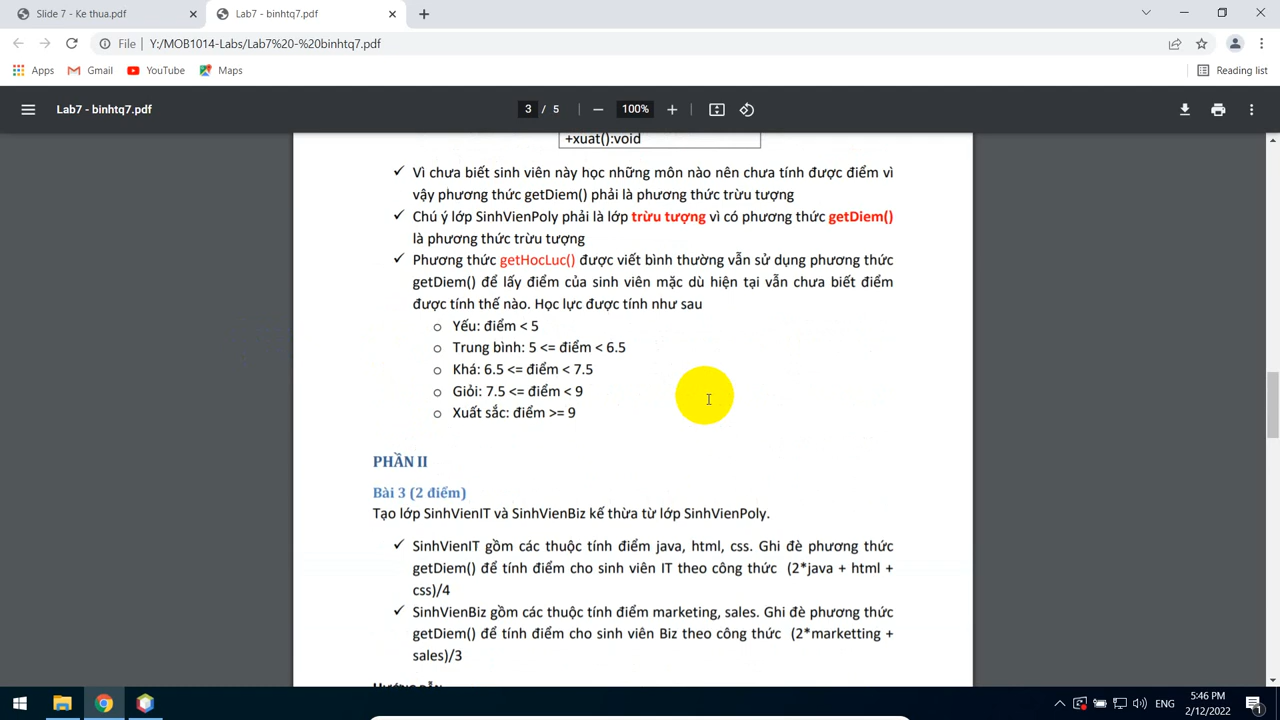 Slide 7 - Ke thua.pdf
Lab7 - binhtq7.pdf
File
Y:/MOB1014-Labs/Lab7%20-%20binhtq7.pdf
Apps
Gmail
YouTube
Maps
Reading list
Lab7 - binhtq7.pdf
3 / 5
100%
+xuat():void
Vì chưa biết sinh viên này học những môn nào nên chưa tính được điểm vì
vậy phương thức getDiem() phải là phương thức trừu tượng
Chú ý lớp SinhVienPoly phải là lớp trừu tượng vì có phương thức getDiem()
là phương thức trừu tượng
Phương thức getHocLuc() được viết bình thường vẫn sử dụng phương thức
getDiem() để lấy điểm của sinh viên mặc dù hiện tại vẫn chưa biết điểm
được tính thế nào. Học lực được tính như sau
Yếu: điểm < 5
Trung bình: 5 <= điểm < 6.5
Khá: 6.5 <= điểm < 7.5
Giỏi: 7.5 <= điểm < 9
Xuất sắc: điểm >= 9
PHẦN II
Bài 3 (2 điểm)
Tạo lớp SinhVienIT và SinhVienBiz kế thừa từ lớp SinhVienPoly.
SinhVienIT gồm các thuộc tính điểm java, html, css. Ghi đè phương thức
getDiem() để tính điểm cho sinh viên IT theo công thức (2*java + html +
css)/4
SinhVienBiz gồm các thuộc tính điểm marketing, sales. Ghi đè phương thức
getDiem() để tính điểm cho sinh viên Biz theo công thức (2*marketting +
sales)/3
ENG
5:46 PM
2/12/2022
1